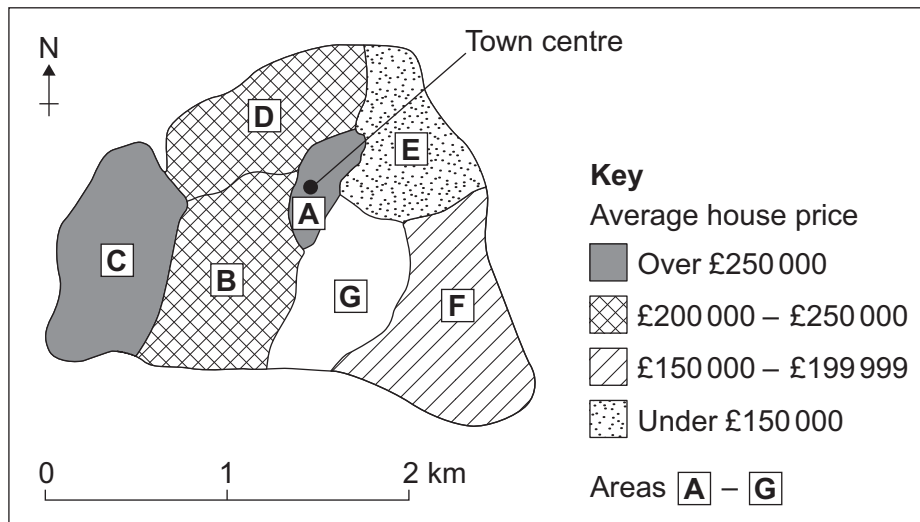 N
Town centre
D
E
A
C
B
G
F
Key
Average house price
Over £250 000
£200 000 – £250 000
£150 000 – £199 999
Under £150 000
Areas A – G
0 1 2 km